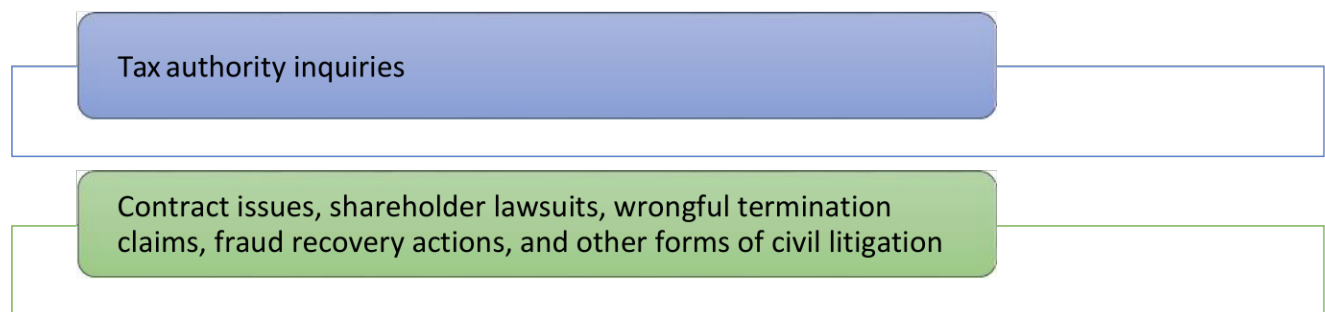 Tax authority inquiries
Contract issues, shareholder lawsuits, wrongful termination
claims, fraud recovery actions, and other forms of civil litigation